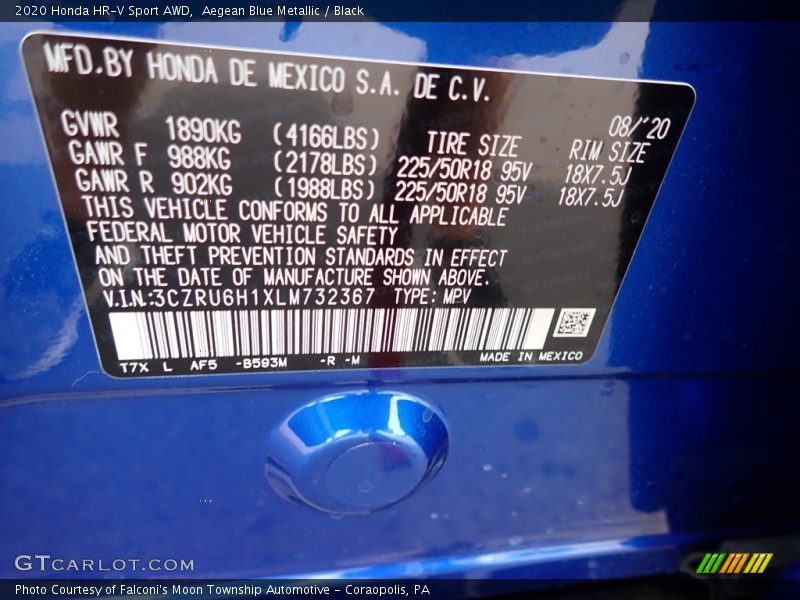 2020 Honda HR-V Sport AWD,  Aegean Blue Metallic / Black
MFD.BY HONDA DE MEXICO S.A. DE C.V.
08/'20
GVWR 1890KG (4166LBS) TIRE SIZE RIM SIZE
GAWR F 988KG (2178LBS) 225/50R18 95V 18X7.5J
GAWR R 902KG (1988LBS) 225/50R18 95V 18X7.5J
THIS VEHICLE CONFORMS TO ALL APPLICABLE
FEDERAL MOTOR VEHICLE SAFETY
AND THEFT PREVENTION STANDARDS IN EFFECT
ON THE DATE OF MANUFACTURE SHOWN ABOVE.
V.I.N:3CZRU6H1XLM732367 TYPE: MPV
T7X L AF5 -B593M -R -M MADE IN MEXICO
GTCARLOT.COM
Photo Courtesy of Falconi's Moon Township Automotive - Coraopolis, PA